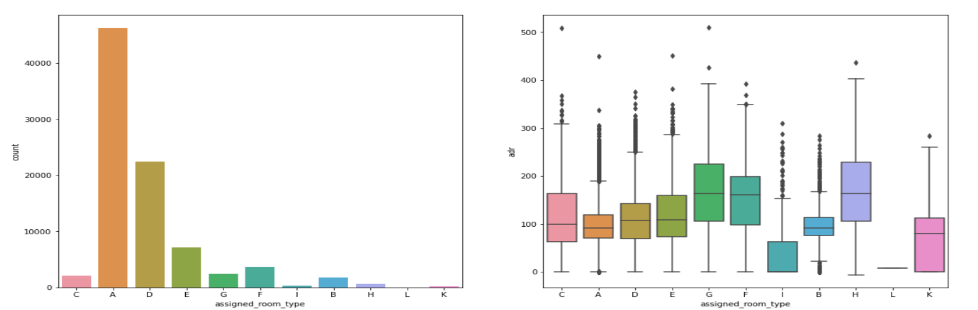 40000
30000
20000
10000
0
count
C A D E G F I B H L K
assigned_room_type
500
400
300
200
100
0
adr
C A D E G F I B H L K
assigned_room_type